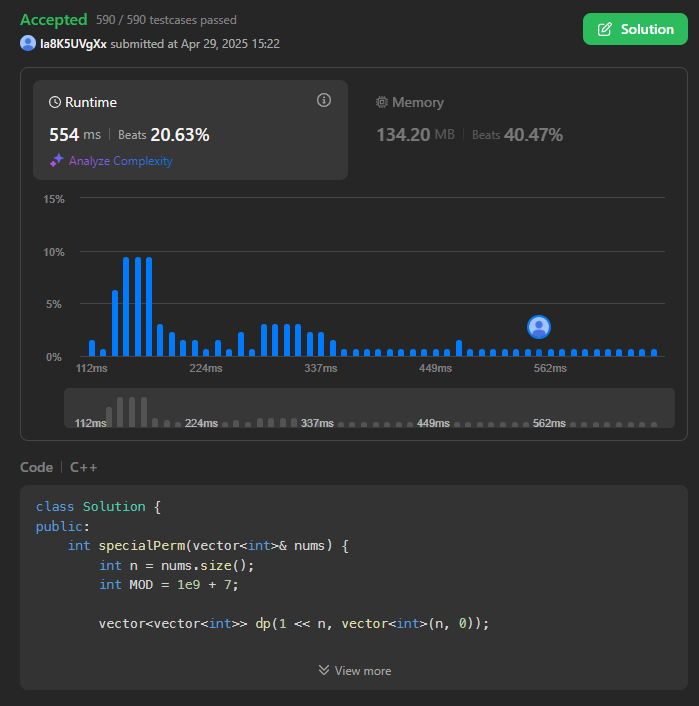 Accepted 590 / 590 testcases passed
la8K5UVgXx submitted at Apr 29, 2025 15:22
Solution
Runtime
554 ms | Beats 20.63%
Analyze Complexity
Memory
134.20 MB | Beats 40.47%
15%
10%
5%
0%
112ms 224ms 337ms 449ms 562ms
112ms 224ms 337ms 449ms 562ms
Code | C++
class Solution {
public:
    int specialPerm(vector<int>& nums) {
        int n = nums.size();
        int MOD = 1e9 + 7;
        vector<vector<int>> dp(1 << n, vector<int>(n, 0));
View more